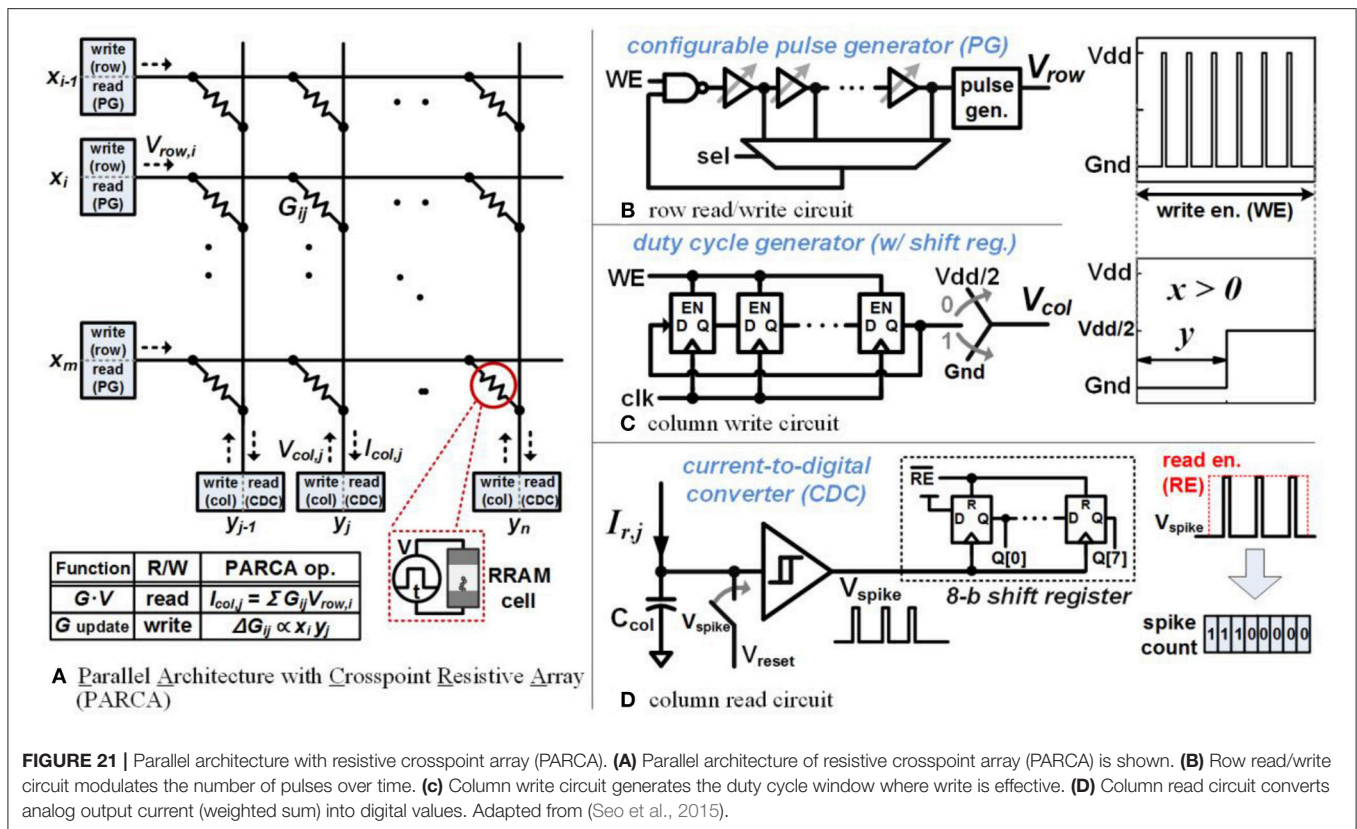 write
(row)
read
(PG)
x_{i-1}
write
(row)
read
(PG)
x_i
V_{row,i}
G_{ij}
write
(row)
read
(PG)
x_m
V_{col,j}
I_{col,j}
write (col) read (CDC)
write (col) read (CDC)
write (col) read (CDC)
y_{j-1}
y_j
y_n
V
t
RRAM
cell
Function R/W PARCA op.
G·V read I_{col,j} = Σ G_{ij}V_{row,i}
G update write ΔG_{ij} ∝ x_i y_j
A Parallel Architecture with Crosspoint Resistive Array
(PARCA)
configurable pulse generator (PG)
WE
sel
pulse
gen.
V_{row}
Vdd
Gnd
write en. (WE)
B row read/write circuit
duty cycle generator (w/ shift reg.)
WE
EN
D Q
EN
D Q
EN
D Q
clk
Vdd/2
0
1
Gnd
V_{col}
Vdd
Vdd/2
Gnd
x > 0
y
C column write circuit
current-to-digital
converter (CDC)
I_{r,j}
C_{col}
V_{spike}
V_{reset}
V_{spike}
RE
R
D Q
R
D Q
Q[0]
Q[7]
8-b shift register
read en.
(RE)
V_{spike}
spike
count
1 1 1 0 0 0 0 0
D column read circuit
FIGURE 21 | Parallel architecture with resistive crosspoint array (PARCA). (A) Parallel architecture of resistive crosspoint array (PARCA) is shown. (B) Row read/write
circuit modulates the number of pulses over time. (c) Column write circuit generates the duty cycle window where write is effective. (D) Column read circuit converts
analog output current (weighted sum) into digital values. Adapted from (Seo et al., 2015).